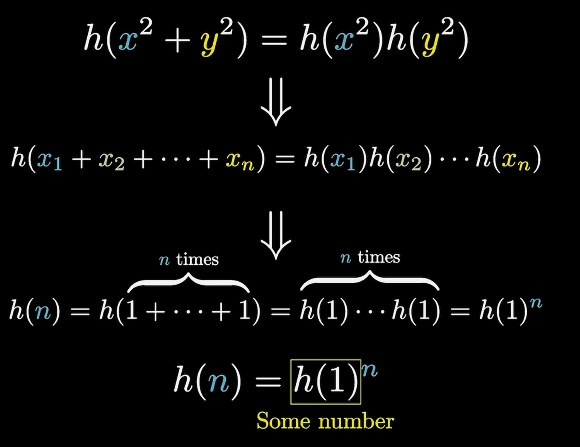 h(x² + y²) = h(x²)h(y²)
⇓
h(x₁ + x₂ + ⋯ + xₙ) = h(x₁)h(x₂) ⋯ h(xₙ)
⇓
n times n times
h(n) = h(1 + ⋯ + 1) = h(1) ⋯ h(1) = h(1)ⁿ
h(n) = h(1)ⁿ
Some number